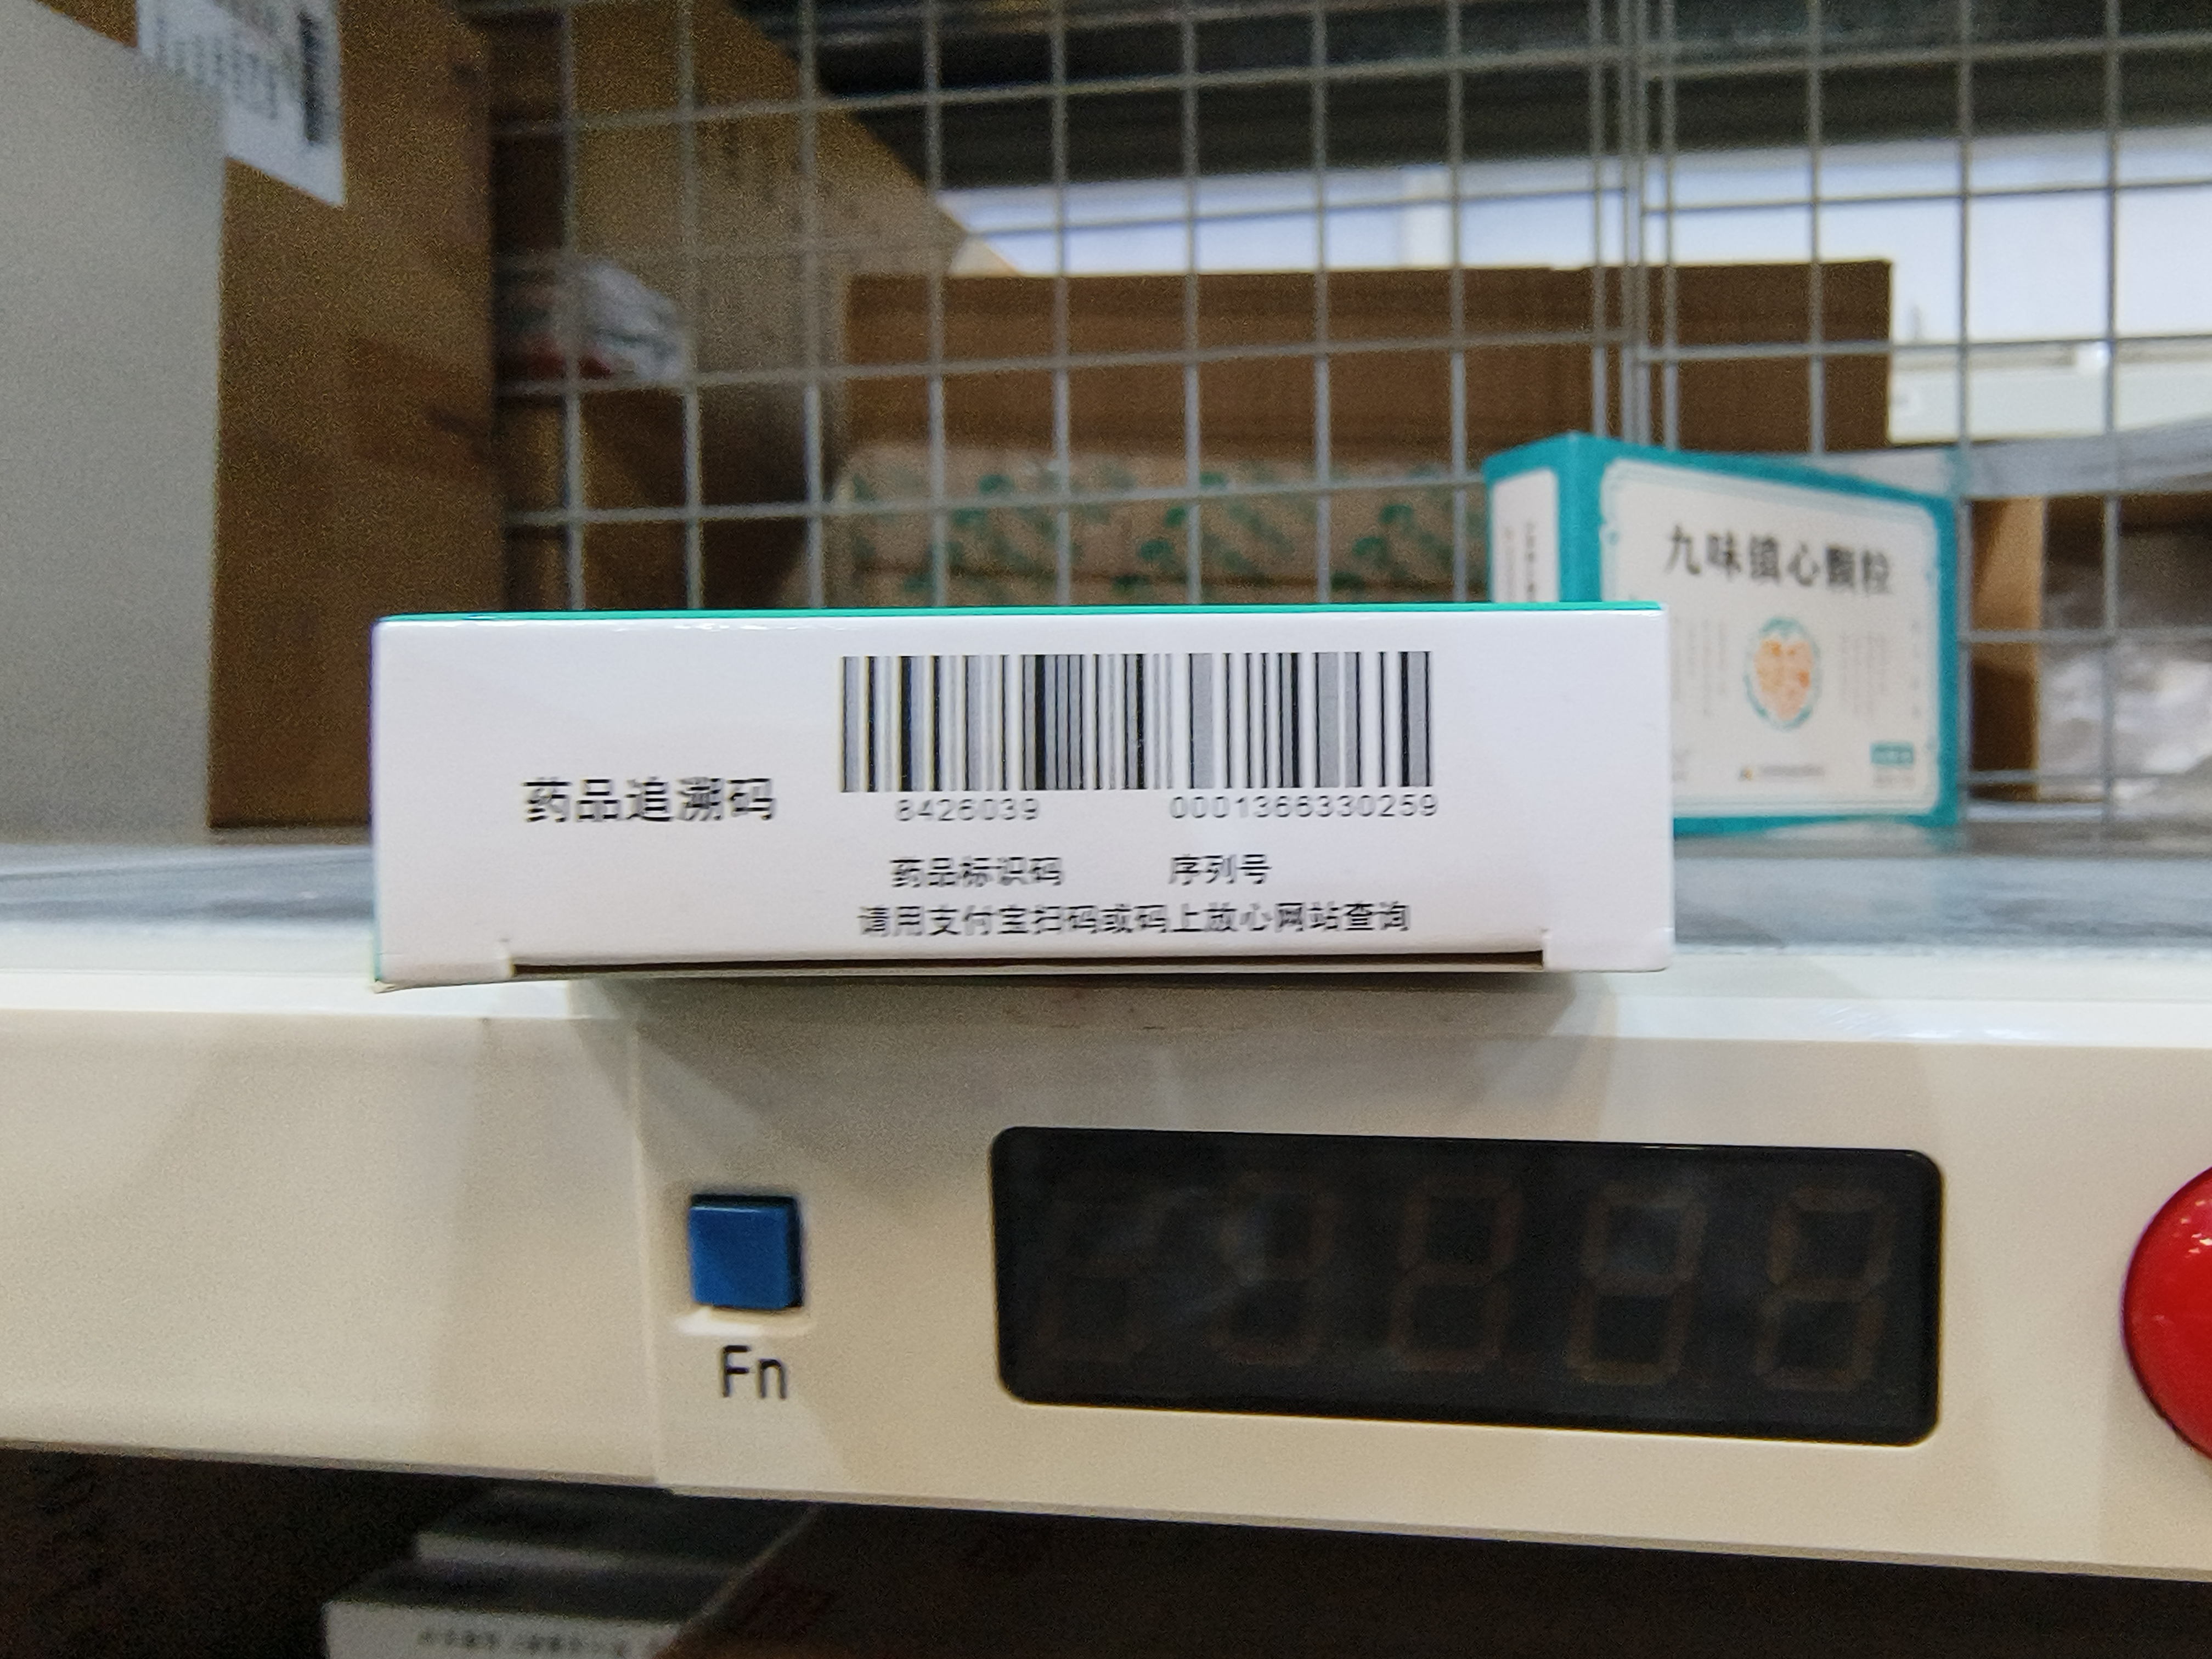 九味镇心颗粒
药品追溯码
8426039 0001366330259
药品标识码 序列号
请用支付宝扫码或码上放心网站查询
Fn